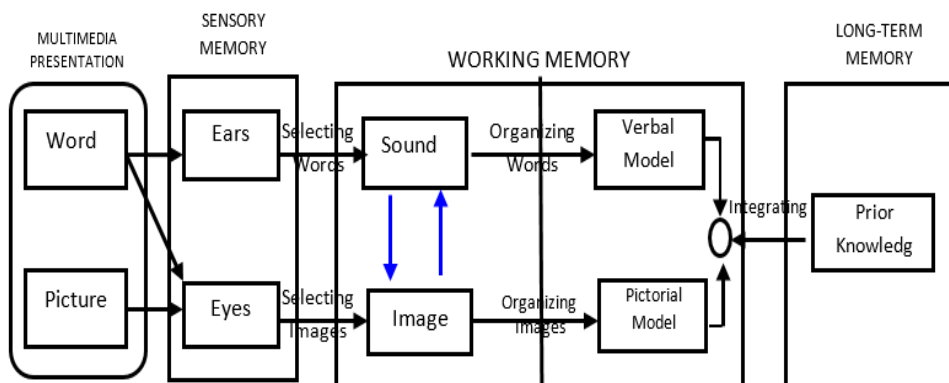 MULTIMEDIA
PRESENTATION
SENSORY
MEMORY
WORKING MEMORY
LONG-TERM
MEMORY
Word
Ears
Selecting
Words
Sound
Organizing
Words
Verbal
Model
Integrating
Prior
Knowledg
Picture
Eyes
Selecting
Images
Image
Organizing
Images
Pictorial
Model